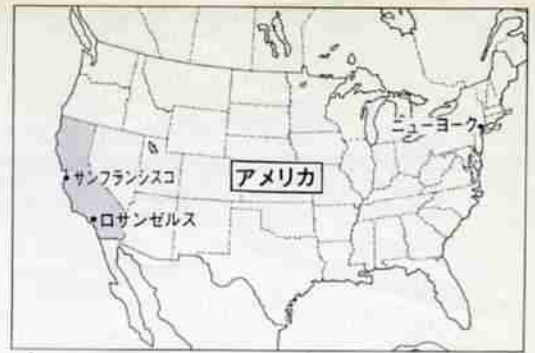 ニューヨーク
サンフランシスコ
アメリカ
ロサンゼルス